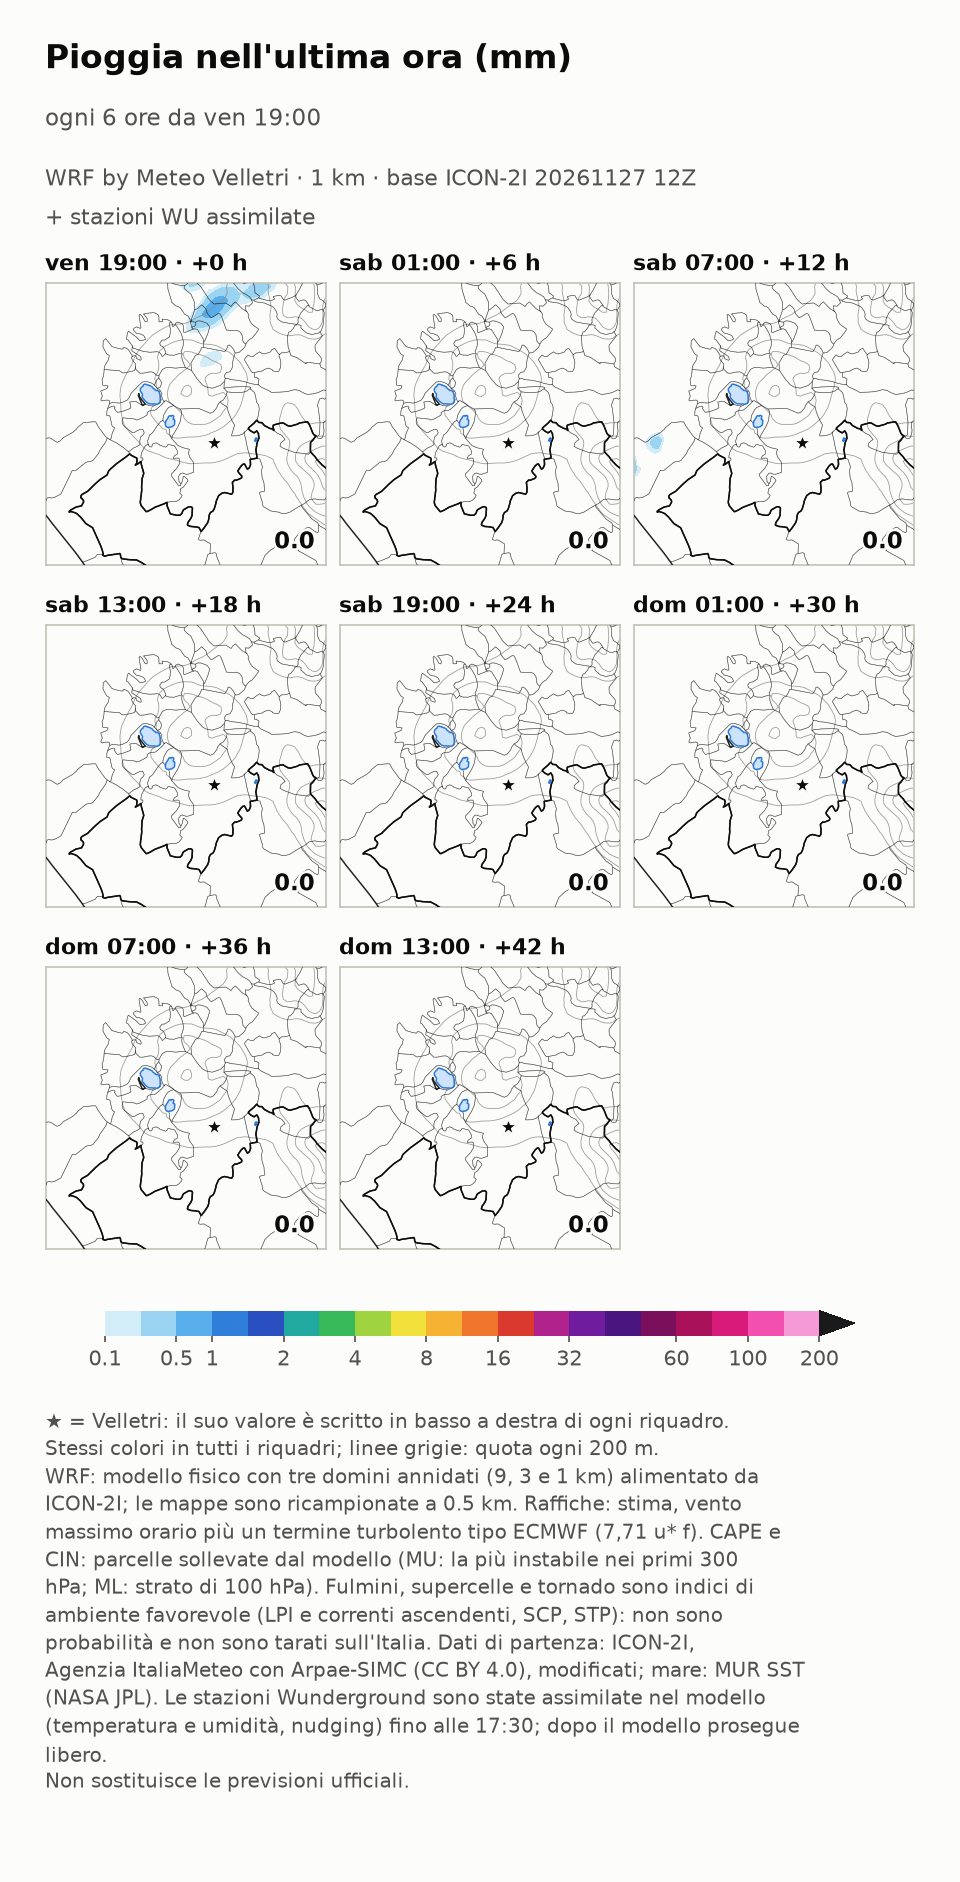 Pioggia nell'ultima ora (mm)
ogni 6 ore da ven 19:00
WRF by Meteo Velletri · 1 km · base ICON-2I 20261127 12Z
+ stazioni WU assimilate
ven 19:00 · +0 h
sab 01:00 · +6 h
sab 07:00 · +12 h
0.0
0.0
0.0
sab 13:00 · +18 h
sab 19:00 · +24 h
dom 01:00 · +30 h
0.0
0.0
0.0
dom 07:00 · +36 h
dom 13:00 · +42 h
0.0
0.0
0.1 0.5 1 2 4 8 16 32 60 100 200
★ = Velletri: il suo valore è scritto in basso a destra di ogni riquadro.
Stessi colori in tutti i riquadri; linee grigie: quota ogni 200 m.
WRF: modello fisico con tre domini annidati (9, 3 e 1 km) alimentato da
ICON-2I; le mappe sono ricampionate a 0.5 km. Raffiche: stima, vento
massimo orario più un termine turbolento tipo ECMWF (7,71 u* f). CAPE e
CIN: parcelle sollevate dal modello (MU: la più instabile nei primi 300
hPa; ML: strato di 100 hPa). Fulmini, supercelle e tornado sono indici di
ambiente favorevole (LPI e correnti ascendenti, SCP, STP): non sono
probabilità e non sono tarati sull'Italia. Dati di partenza: ICON-2I,
Agenzia ItaliaMeteo con Arpae-SIMC (CC BY 4.0), modificati; mare: MUR SST
(NASA JPL). Le stazioni Wunderground sono state assimilate nel modello
(temperatura e umidità, nudging) fino alle 17:30; dopo il modello prosegue
libero.
Non sostituisce le previsioni ufficiali.